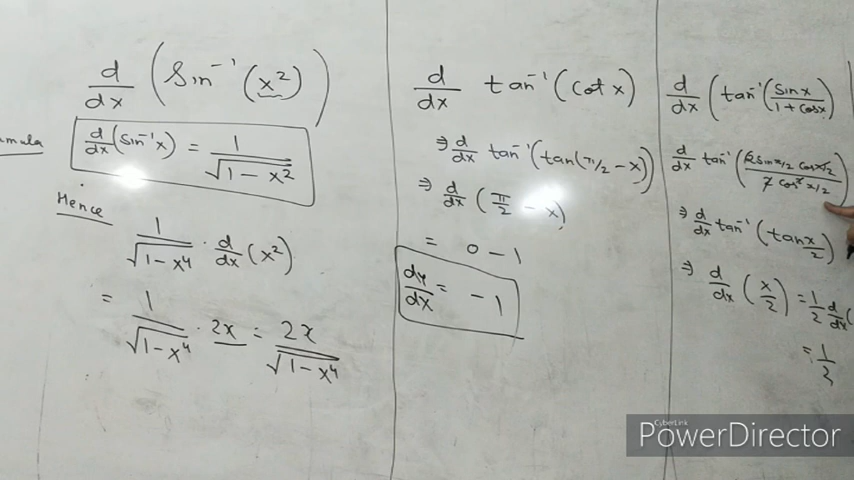 d/dx (Sin⁻¹(x²))
d/dx (Sin⁻¹x) = 1/√(1-x²)
Hence
1/√(1-x⁴) · d/dx (x²)
= 1/√(1-x⁴) · 2x = 2x/√(1-x⁴)
d/dx tan⁻¹(Cot x)
⇒ d/dx tan⁻¹(tan(π/2 - x))
⇒ d/dx (π/2 - x)
= 0 - 1
dy/dx = -1
d/dx (tan⁻¹(Sin x/(1 + Cos x)))
d/dx tan⁻¹(2 Sin x/2 Cos x/2 / 2 Cos² x/2)
⇒ d/dx tan⁻¹(tan x/2)
⇒ d/dx (x/2) = 1/2 d/dx (
= 1/2
CyberLink
PowerDirector